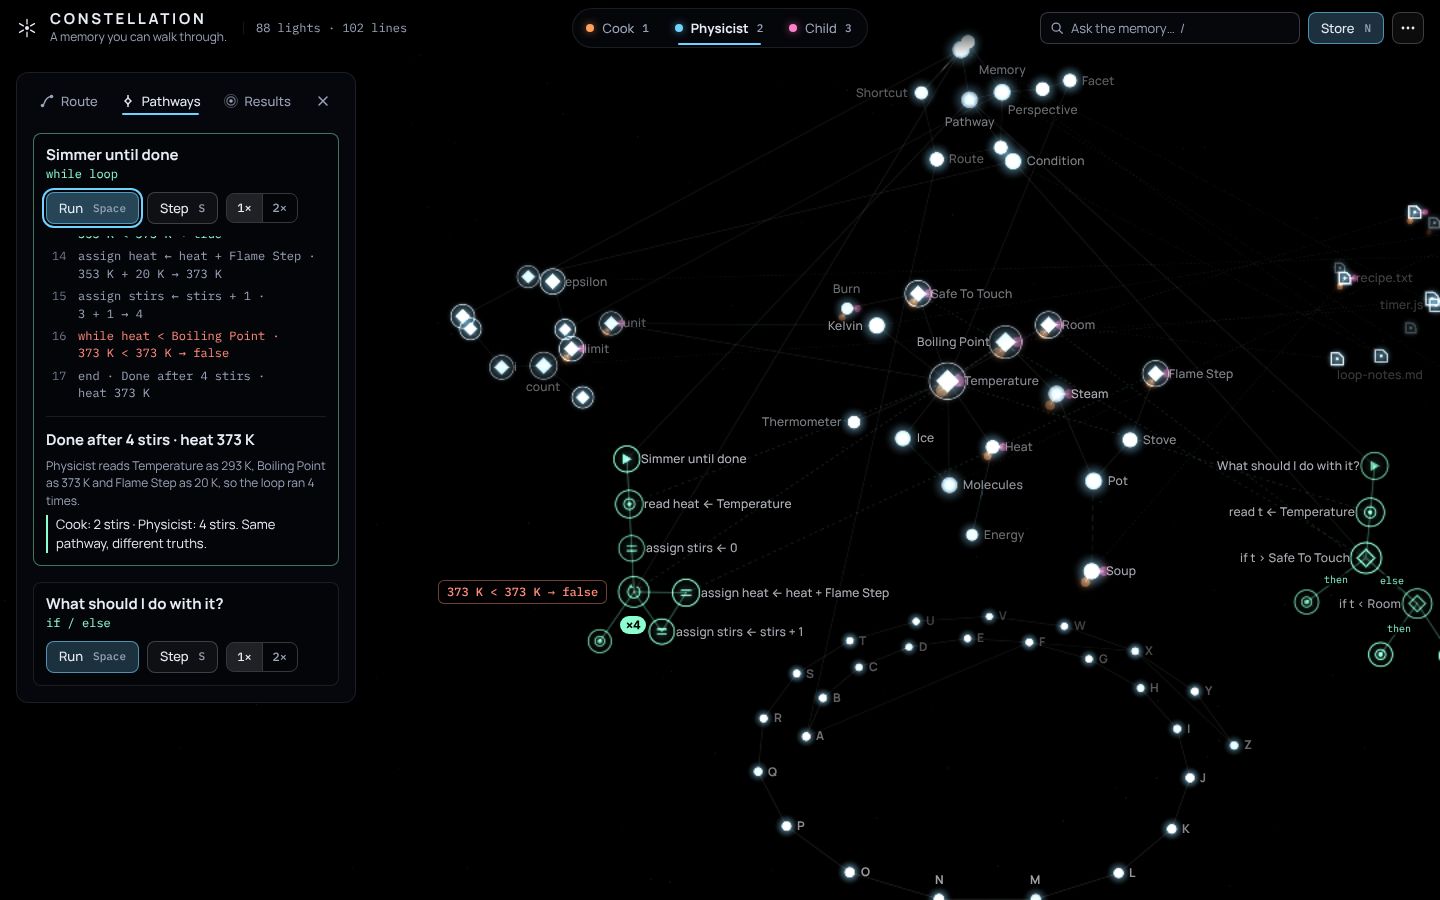 CONSTELLATION
A memory you can walk through.
88 lights · 102 lines
Cook 1
Physicist 2
Child 3
Ask the memory… /
Store N
Route
Pathways
Results
Simmer until done
while loop
Run Space
Step S
1×
2×
353 K < 373 K → true
14 assign heat ← heat + Flame Step ·
353 K + 20 K → 373 K
15 assign stirs ← stirs + 1 ·
3 + 1 → 4
16 while heat < Boiling Point ·
373 K < 373 K → false
17 end · Done after 4 stirs ·
heat 373 K
Done after 4 stirs · heat 373 K
Physicist reads Temperature as 293 K, Boiling Point
as 373 K and Flame Step as 20 K, so the loop ran 4
times.
Cook: 2 stirs · Physicist: 4 stirs. Same
pathway, different truths.
What should I do with it?
if / else
Run Space
Step S
1×
2×
Memory
Facet
Shortcut
Perspective
Pathway
Route
Condition
epsilon
unit
limit
i
count
Burn
Safe To Touch
Kelvin
Room
Boiling Point
Temperature
Flame Step
Steam
Thermometer
Ice
Heat
Stove
Molecules
Pot
Energy
Soup
recipe.txt
timer.js
loop-notes.md
Simmer until done
read heat ← Temperature
assign stirs ← 0
373 K < 373 K → false
assign heat ← heat + Flame Step
×4
assign stirs ← stirs + 1
What should I do with it?
read t ← Temperature
if t > Safe To Touch
then
else
if t < Room
then
U
V
W
T
D
E
F
X
S
C
G
B
H
Y
R
A
I
Z
Q
J
P
K
O
N
M
L